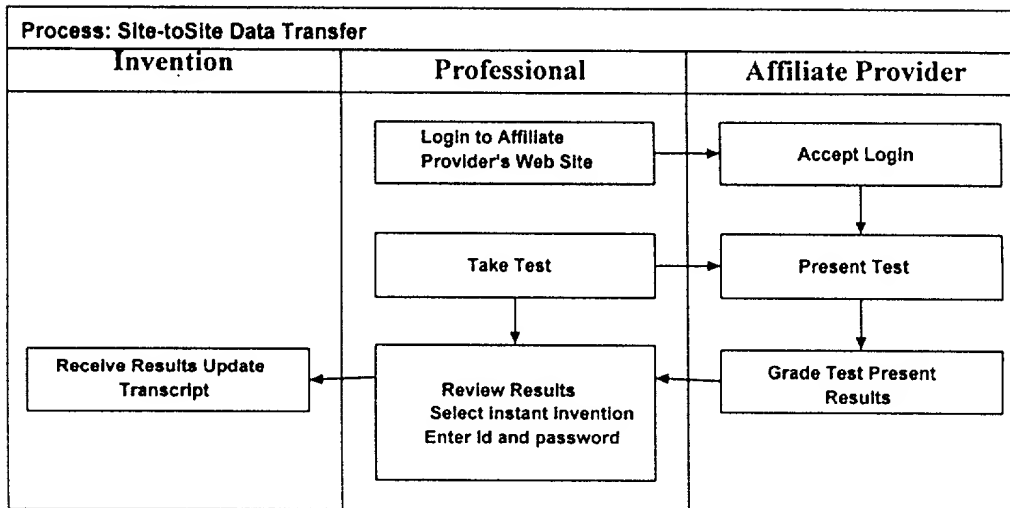 Process: Site-toSite Data Transfer
Invention
Professional
Affiliate Provider
Login to Affiliate
Provider's Web Site
Accept Login
Take Test
Present Test
Receive Results Update
Transcript
Review Results
Select instant invention
Enter Id and password
Grade Test Present
Results